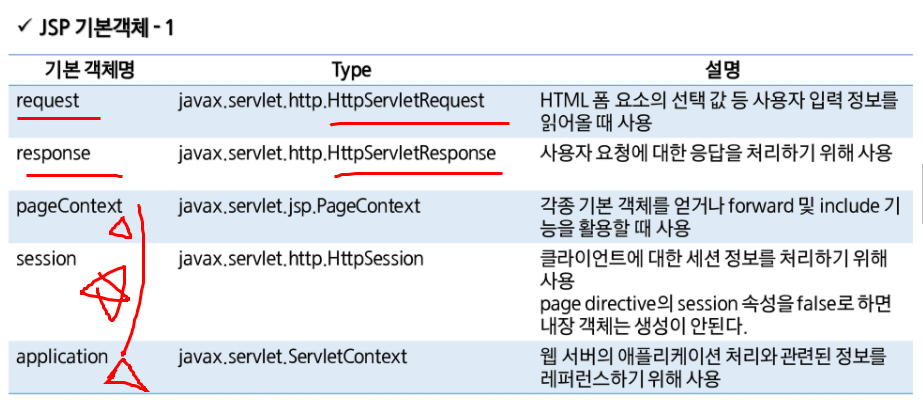 ✓ JSP 기본객체 - 1
기본 객체명 Type 설명
request javax.servlet.http.HttpServletRequest HTML 폼 요소의 선택 값 등 사용자 입력 정보를
읽어올 때 사용
response javax.servlet.http.HttpServletResponse 사용자 요청에 대한 응답을 처리하기 위해 사용
pageContext javax.servlet.jsp.PageContext 각종 기본 객체를 얻거나 forward 및 include 기
능을 활용할 때 사용
session javax.servlet.http.HttpSession 클라이언트에 대한 세션 정보를 처리하기 위해
사용
page directive의 session 속성을 false로 하면
내장 객체는 생성이 안된다.
application javax.servlet.ServletContext 웹 서버의 애플리케이션 처리와 관련된 정보를
레퍼런스하기 위해 사용